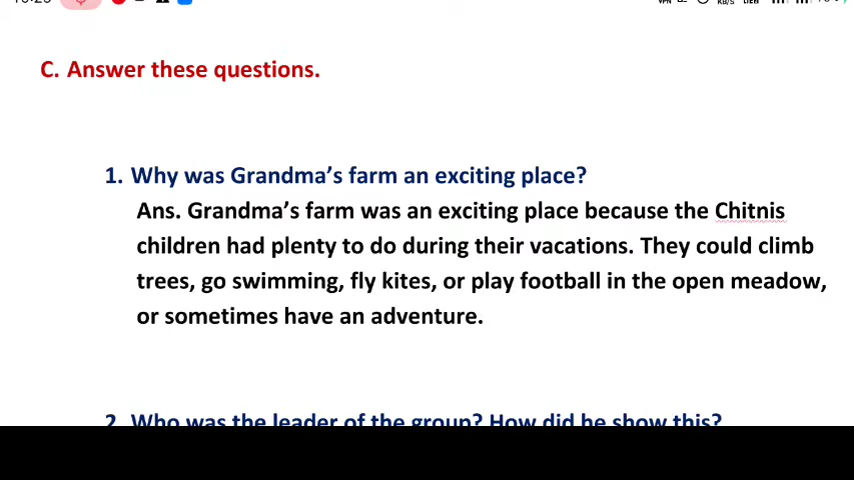 C. Answer these questions.
1. Why was Grandma's farm an exciting place?
Ans. Grandma's farm was an exciting place because the Chitnis
children had plenty to do during their vacations. They could climb
trees, go swimming, fly kites, or play football in the open meadow,
or sometimes have an adventure.
2. Who was the leader of the group? How did he show this?